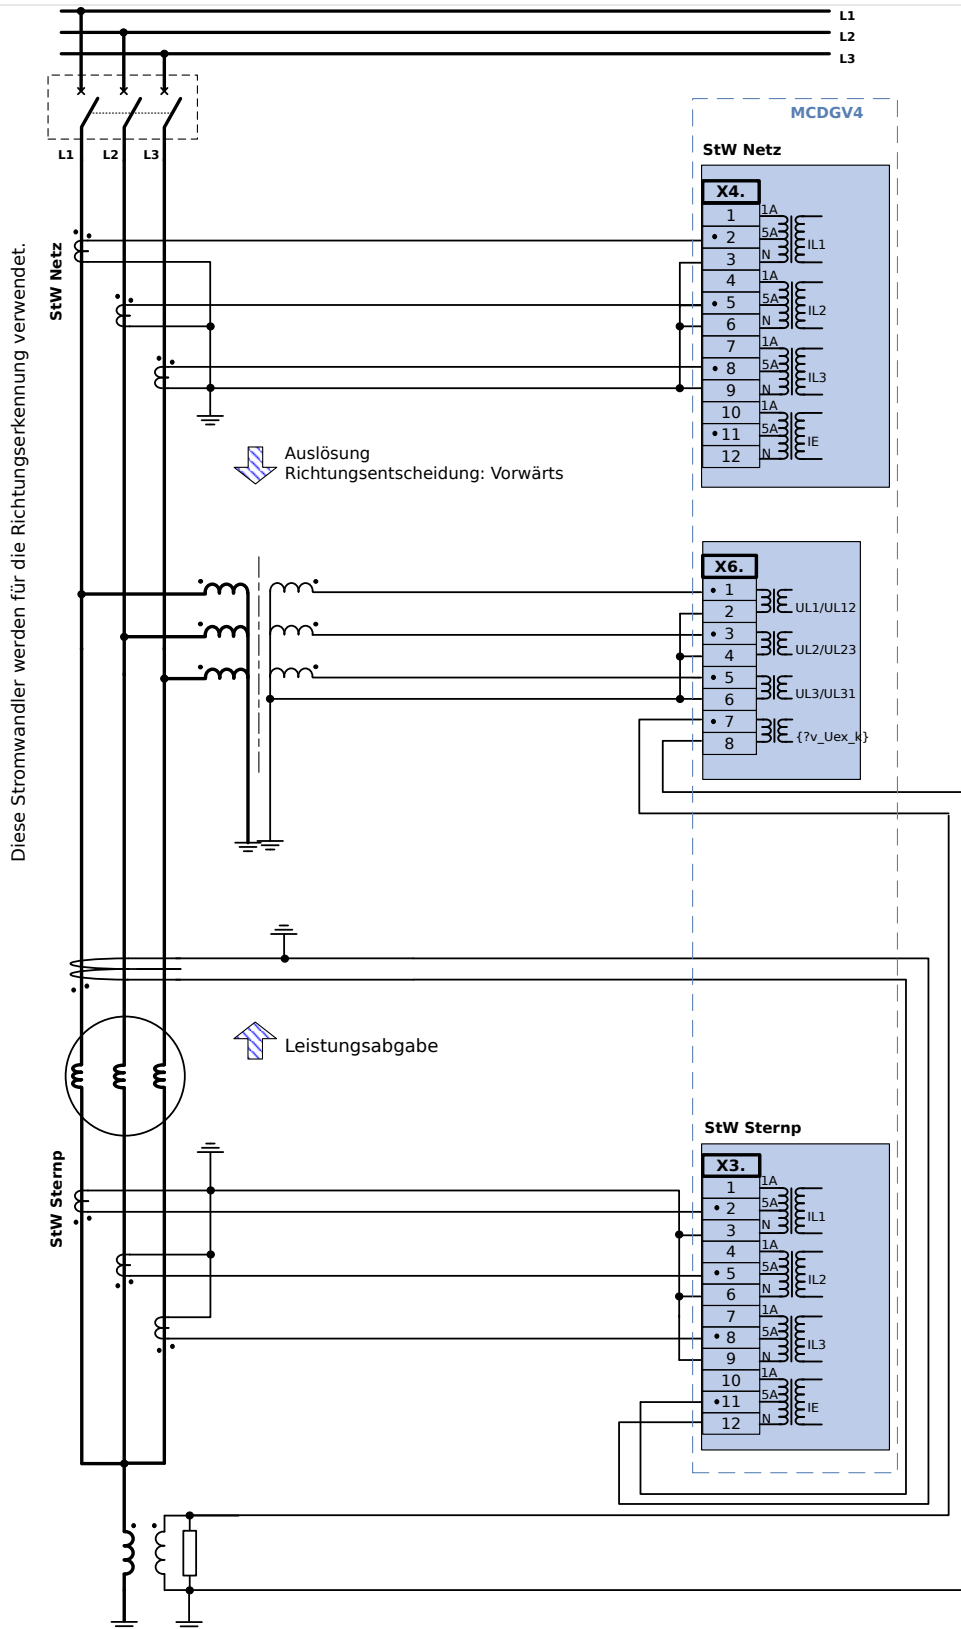 L1
L2
L3
MCDGV4
StW Netz
L1 L2 L3
X4.
1 1A
• 2 5A IL1
3 N
4 1A
• 5 5A IL2
6 N
7 1A
• 8 5A IL3
9 N
10 1A
• 11 5A IE
12 N
StW Netz
Diese Stromwandler werden für die Richtungserkennung verwendet.
Auslösung
Richtungsentscheidung: Vorwärts
X6.
• 1
2 UL1/UL12
• 3
4 UL2/UL23
• 5
6 UL3/UL31
• 7
8 {?v_Uex_k}
Leistungsabgabe
StW Sternp
StW Sternp
X3.
1 1A
• 2 5A IL1
3 N
4 1A
• 5 5A IL2
6 N
7 1A
• 8 5A IL3
9 N
10 1A
• 11 5A IE
12 N